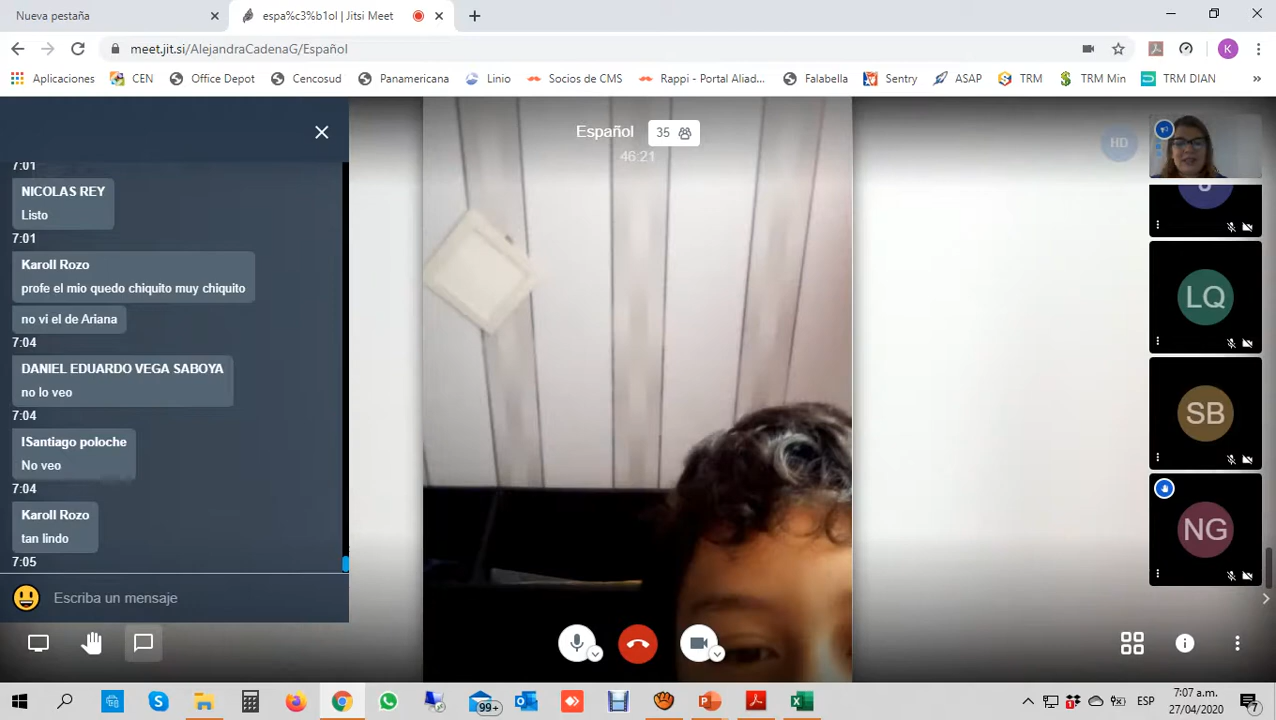 Nueva pestaña
espa%c3%b1ol | Jitsi Meet
meet.jit.si/AlejandraCadenaG/Español
K
Aplicaciones
CEN
Office Depot
Cencosud
Panamericana
Linio
Socios de CMS
Rappi - Portal Aliad...
Falabella
Sentry
ASAP
TRM
TRM Min
TRM DIAN
»
Español
35
46:21
HD
7:01
NICOLAS REY
Listo
7:01
Karoll Rozo
profe el mio quedo chiquito muy chiquito
no vi el de Ariana
7:04
DANIEL EDUARDO VEGA SABOYA
no lo veo
7:04
ISantiago poloche
No veo
7:04
Karoll Rozo
tan lindo
7:05
Escriba un mensaje
LQ
SB
NG
99+
ESP
7:07 a.m.
27/04/2020
7